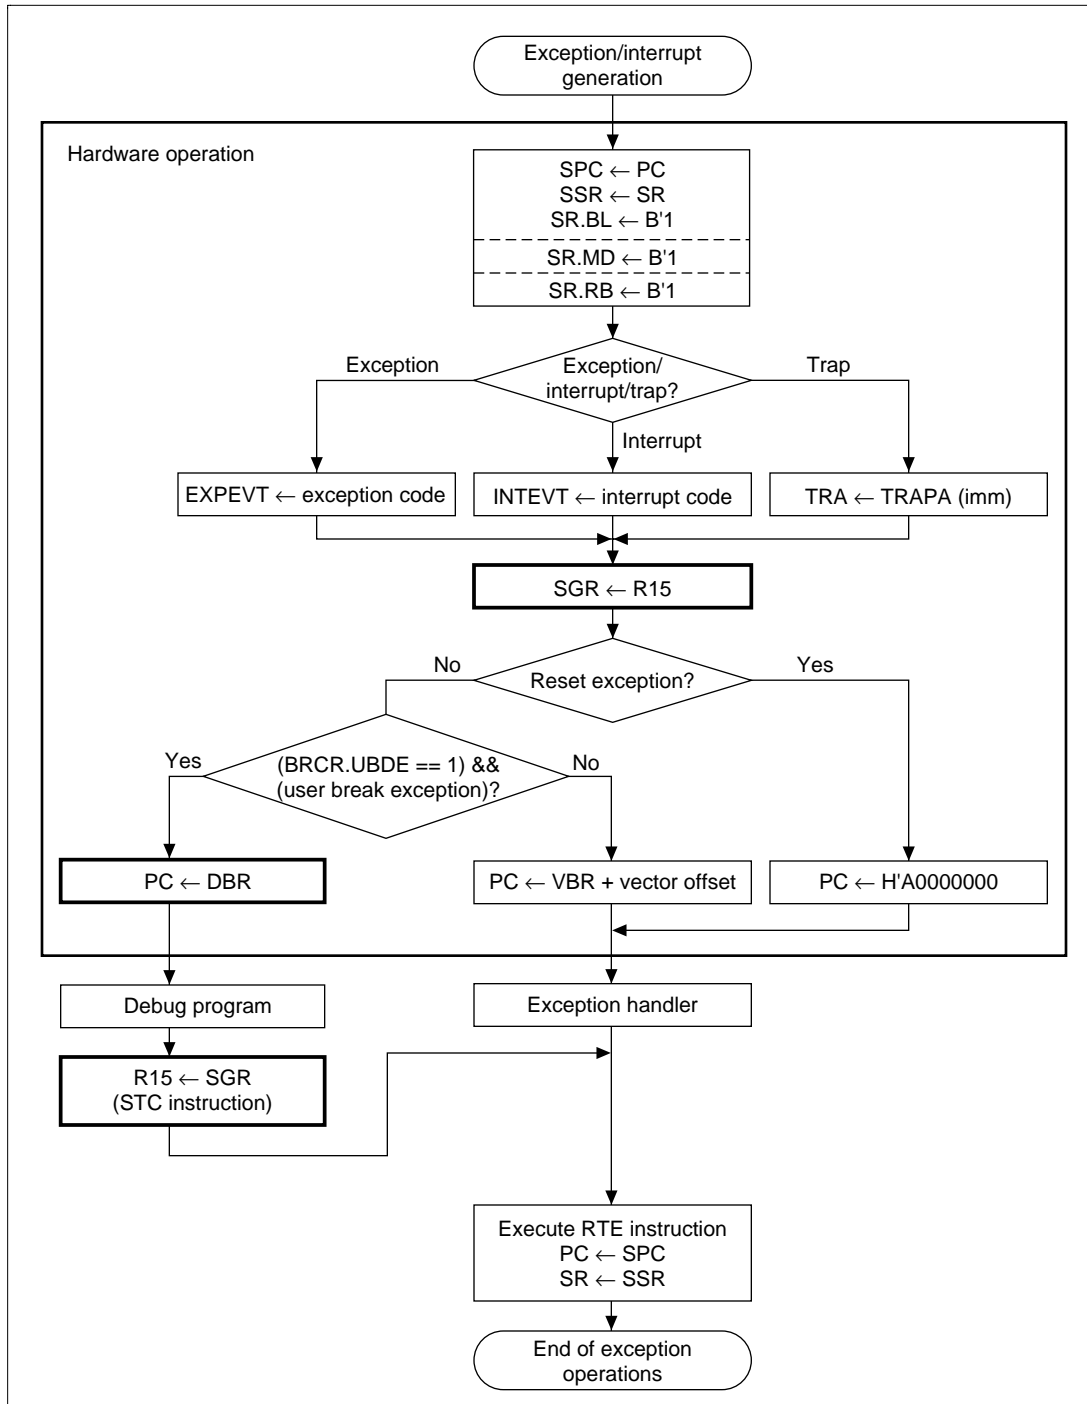 Exception/interrupt
generation
Hardware operation
SPC ← PC
SSR ← SR
SR.BL ← B'1
SR.MD ← B'1
SR.RB ← B'1
Exception
Exception/
interrupt/trap?
Trap
Interrupt
EXPEVT ← exception code
INTEVT ← interrupt code
TRA ← TRAPA (imm)
SGR ← R15
No
Reset exception?
Yes
Yes
(BRCR.UBDE == 1) &&
(user break exception)?
No
PC ← DBR
PC ← VBR + vector offset
PC ← H'A0000000
Debug program
Exception handler
R15 ← SGR
(STC instruction)
Execute RTE instruction
PC ← SPC
SR ← SSR
End of exception
operations